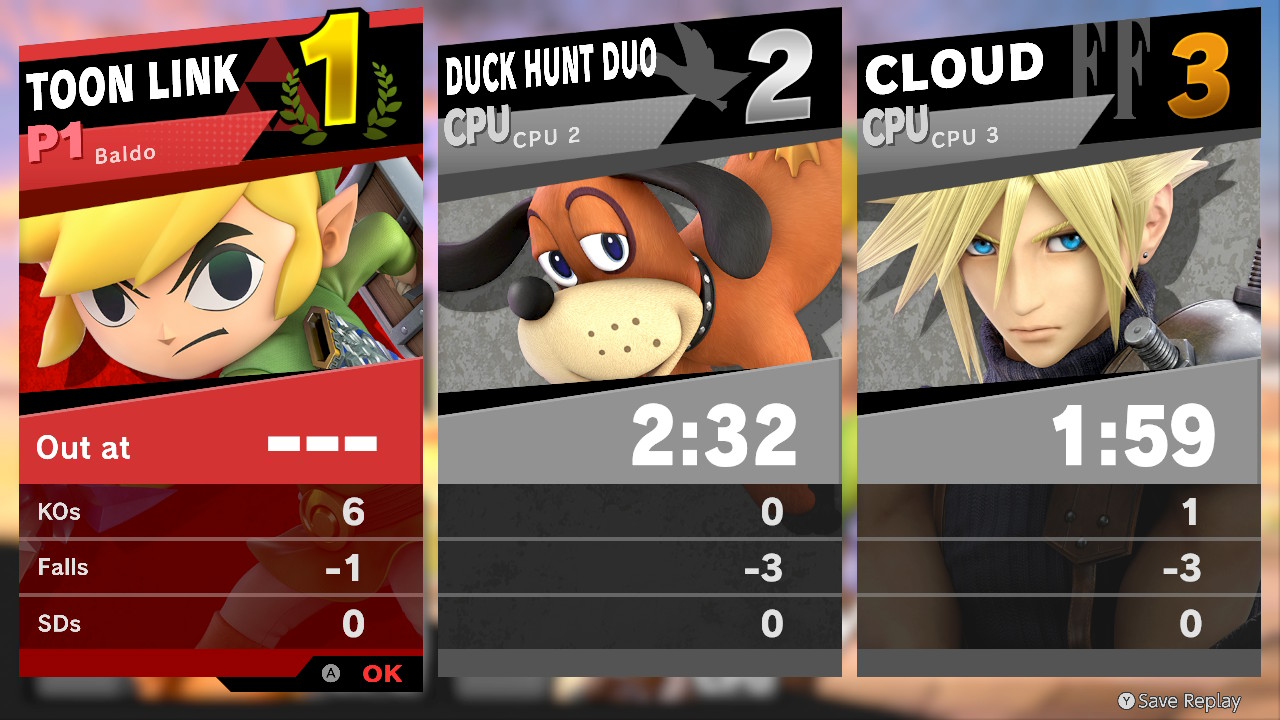 TOON LINK 1
P1 Baldo
Out at ---
KOs 6
Falls -1
SDs 0
A OK
DUCK HUNT DUO 2
CPU CPU 2
2:32
0
-3
0
CLOUD FF 3
CPU CPU 3
1:59
1
-3
0
Y Save Replay